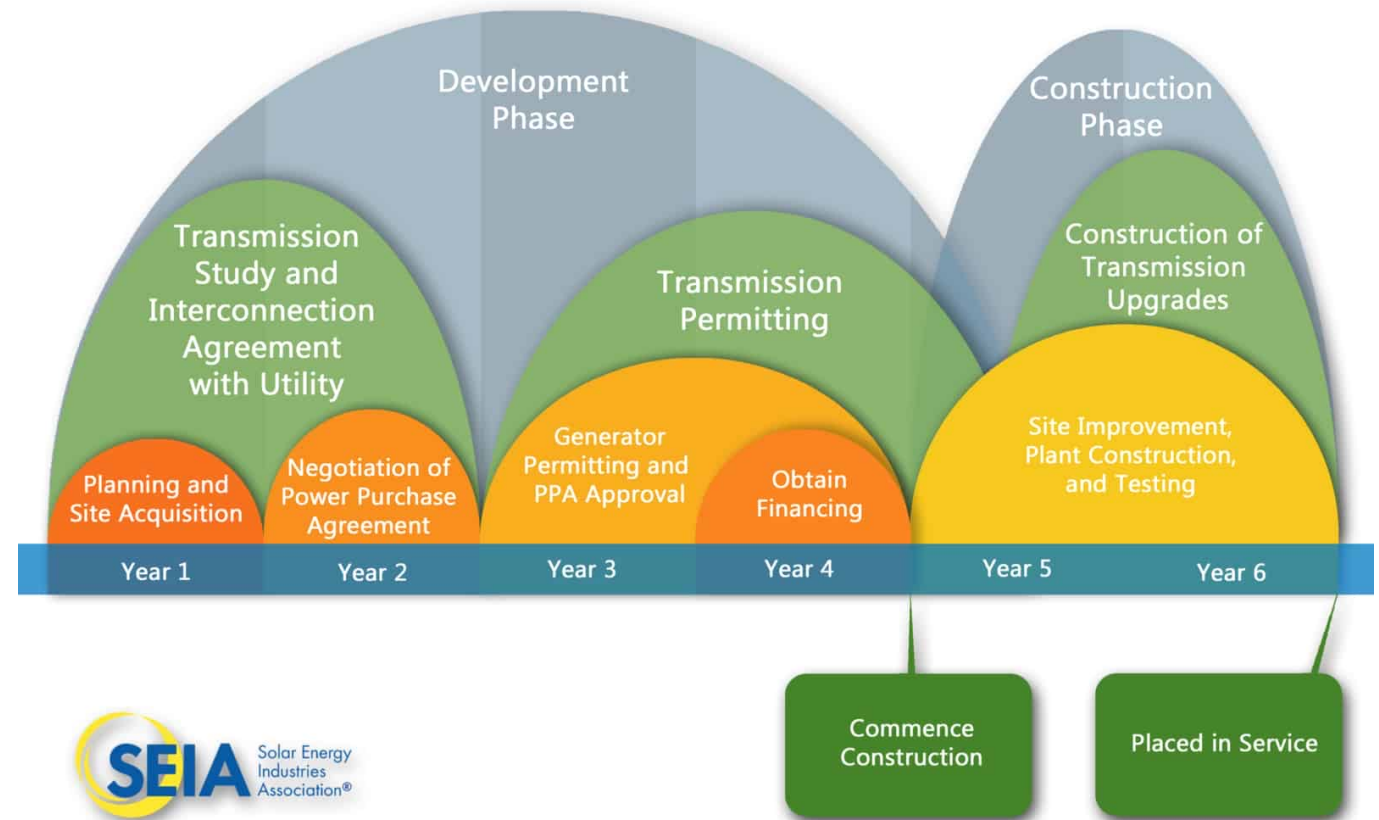 Development
Phase
Construction
Phase
Transmission
Study and
Interconnection
Agreement
with Utility
Transmission
Permitting
Construction of
Transmission
Upgrades
Planning and
Site Acquisition
Negotiation of
Power Purchase
Agreement
Generator
Permitting and
PPA Approval
Obtain
Financing
Site Improvement,
Plant Construction,
and Testing
Year 1
Year 2
Year 3
Year 4
Year 5
Year 6
Commence
Construction
Placed in Service
SEIA
Solar Energy
Industries
Association®